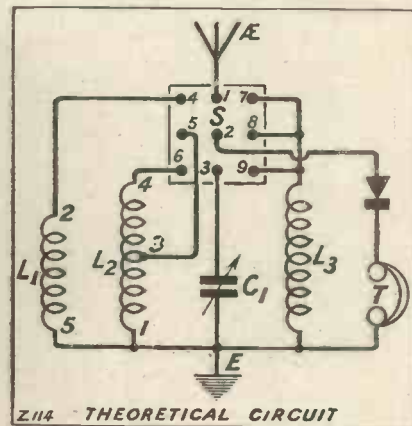 Æ
4 1 7
S
5 2 8
6 3 9
2 4
3
L1 L2 C1 L3 T
5 1
E
Z.114 THEORETICAL CIRCUIT